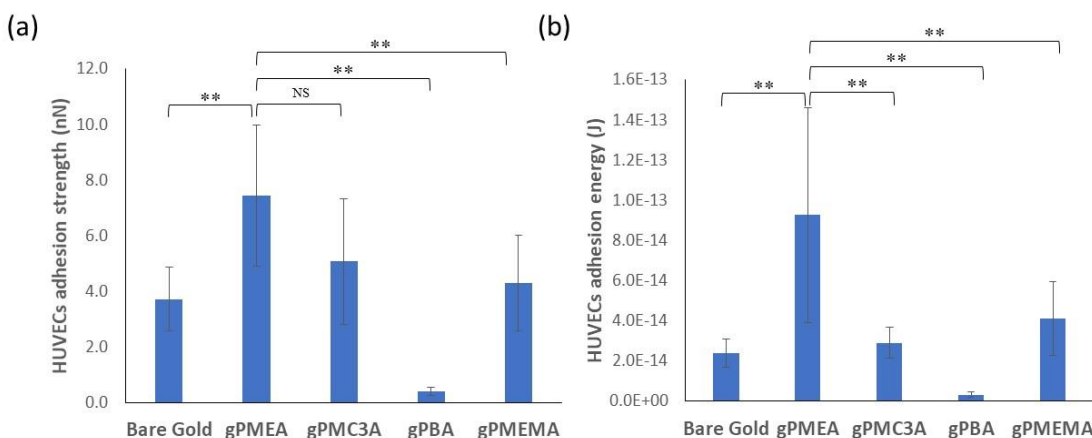 (a)
HUVECs adhesion strength (nN)
12.0
10.0
8.0
6.0
4.0
2.0
0.0
**
**
**
NS
Bare Gold gPMEA gPMC3A gPBA gPMEMA
(b)
HUVECs adhesion energy (J)
1.6E-13
1.4E-13
1.2E-13
1.0E-13
8.0E-14
6.0E-14
4.0E-14
2.0E-14
0.0E+00
**
**
**
**
Bare Gold gPMEA gPMC3A gPBA gPMEMA